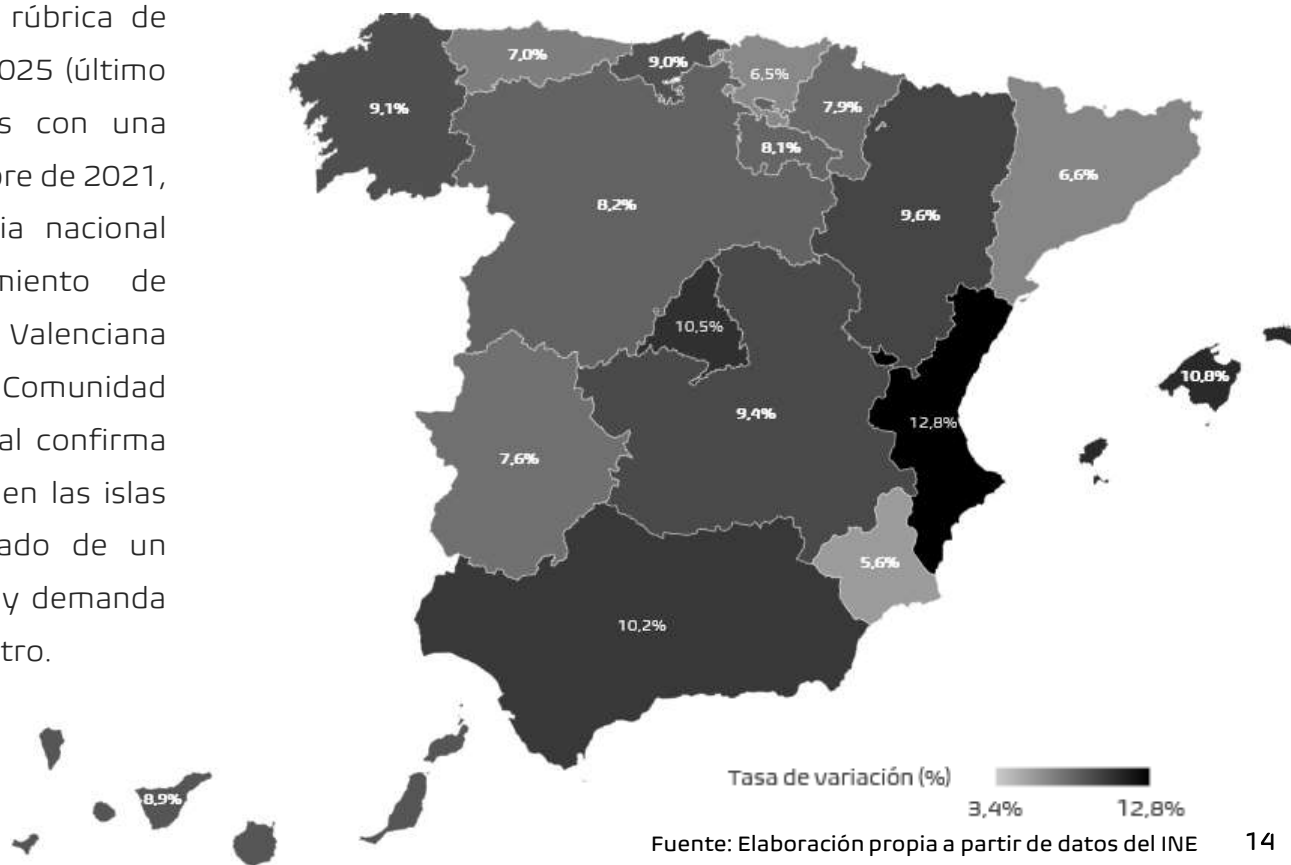 rúbrica de
025 (último
s con una
bre de 2021,
ia nacional
miento de
Valenciana
Comunidad
al confirma
en las islas
ado de un
y demanda
tro.
7,0%
9,0%
6,5%
9,1%
7,9%
8,1%
6,6%
8,2%
9,6%
10,5%
10,8%
9,4%
12,8%
7,6%
5,6%
10,2%
8,9%
Tasa de variación (%)
3,4% 12,8%
Fuente: Elaboración propia a partir de datos del INE 14